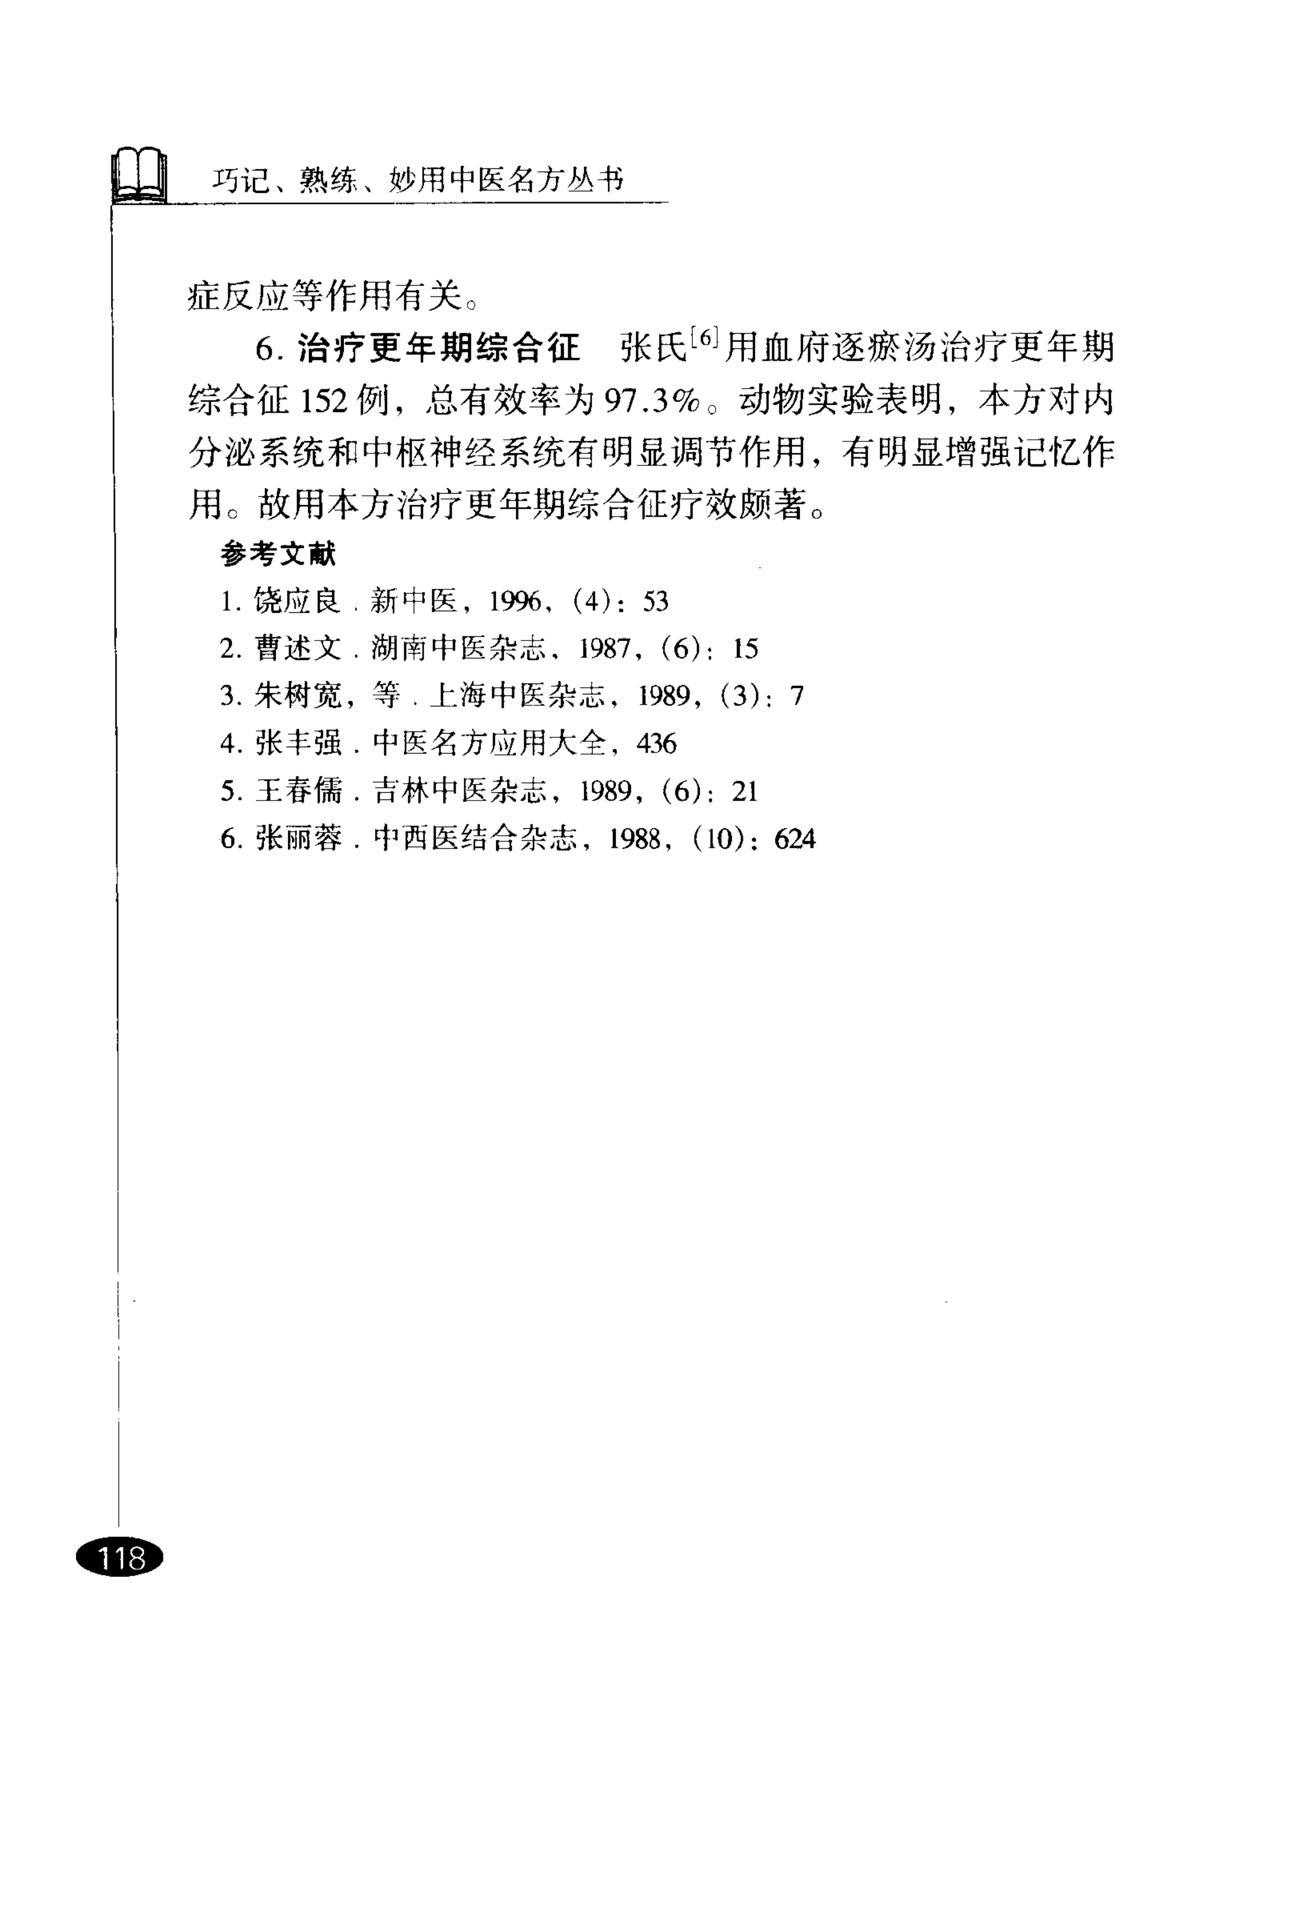 巧记、熟练、妙用中医名方丛书
症反应等作用有关。
6. 治疗更年期综合征 张氏[6]用血府逐瘀汤治疗更年期
综合征 152 例，总有效率为 97.3%。动物实验表明，本方对内
分泌系统和中枢神经系统有明显调节作用，有明显增强记忆作
用。故用本方治疗更年期综合征疗效颇著。
参考文献
1. 饶应良．新中医，1996，(4)：53
2. 曹述文．湖南中医杂志，1987，(6)：15
3. 朱树宽，等．上海中医杂志，1989，(3)：7
4. 张丰强．中医名方应用大全，436
5. 王春儒．吉林中医杂志，1989，(6)：21
6. 张丽蓉．中西医结合杂志，1988，(10)：624
118